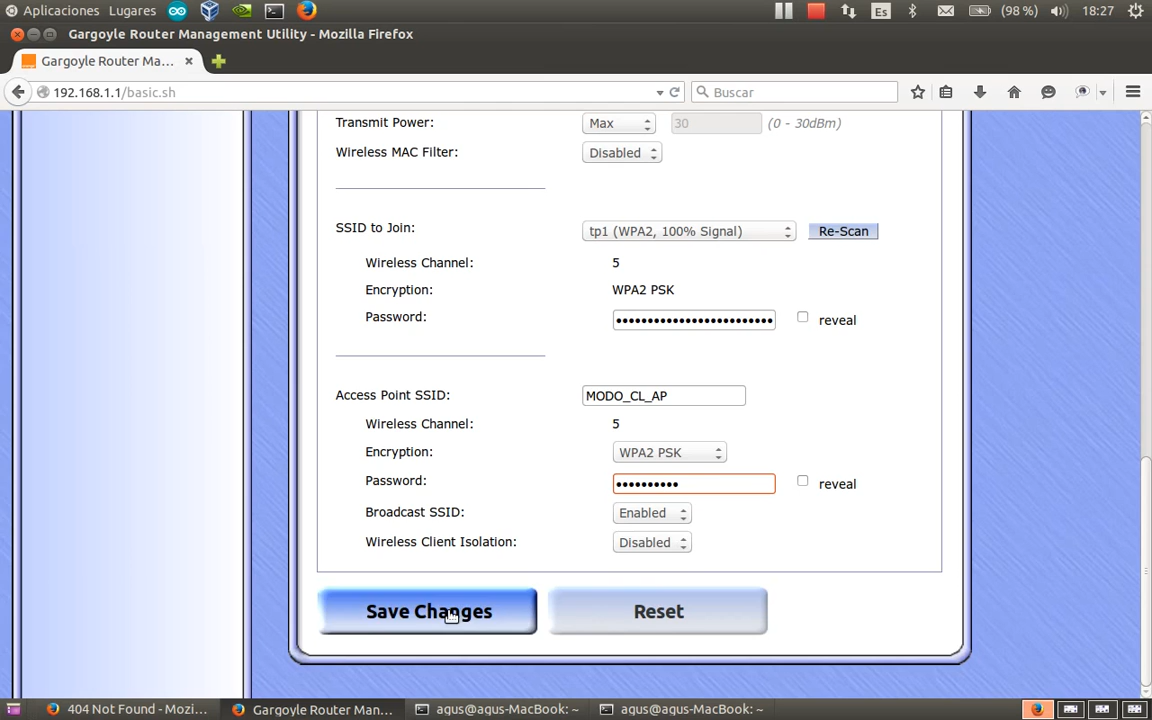 Aplicaciones Lugares Es (98 %) 18:27
Gargoyle Router Management Utility - Mozilla Firefox
Gargoyle Router Ma...
192.168.1.1/basic.sh Buscar
Transmit Power: Max 30 (0 - 30dBm)
Wireless MAC Filter: Disabled
SSID to Join: tp1 (WPA2, 100% Signal) Re-Scan
Wireless Channel: 5
Encryption: WPA2 PSK
Password: •••••••••••••••••••••••••• reveal
Access Point SSID: MODO_CL_AP
Wireless Channel: 5
Encryption: WPA2 PSK
Password: •••••••••• reveal
Broadcast SSID: Enabled
Wireless Client Isolation: Disabled
Save Changes Reset
404 Not Found - Mozi... Gargoyle Router Man... agus@agus-MacBook: ~ agus@agus-MacBook: ~